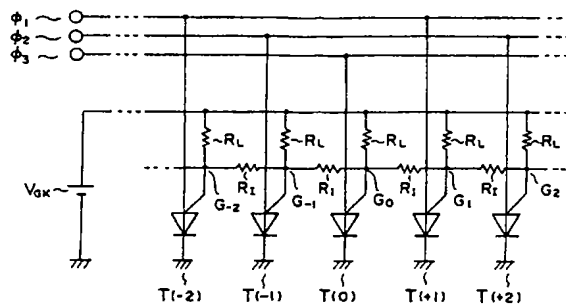 ϕ1
ϕ2
ϕ3
RL RL RL RL RL
VGK
RI RI RI RI
G-2 G-1 G0 G1 G2
T(-2) T(-1) T(0) T(+1) T(+2)